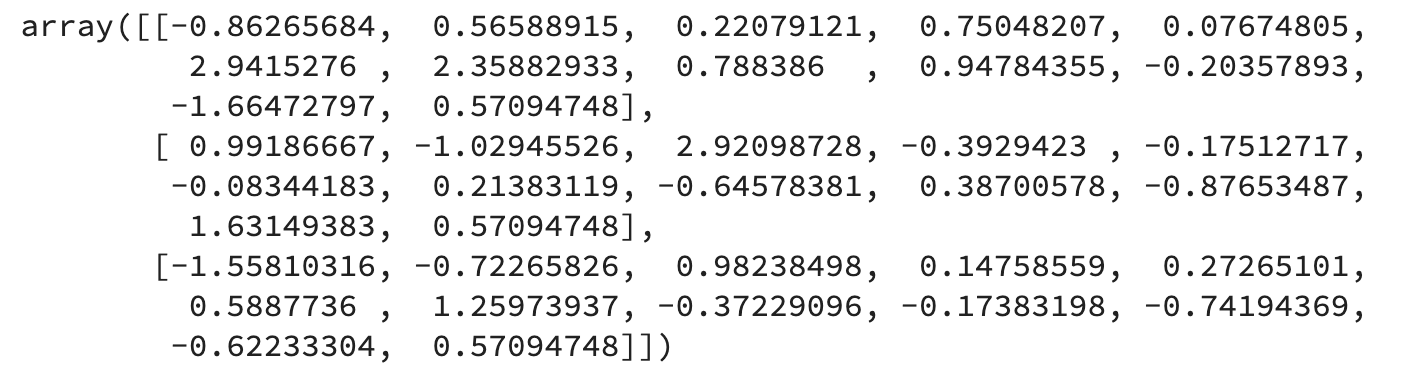 array([[-0.86265684,  0.56588915,  0.22079121,  0.75048207,  0.07674805,
         2.9415276 ,  2.35882933,  0.788386  ,  0.94784355, -0.20357893,
        -1.66472797,  0.57094748],
       [ 0.99186667, -1.02945526,  2.92098728, -0.3929423 , -0.17512717,
        -0.08344183,  0.21383119, -0.64578381,  0.38700578, -0.87653487,
         1.63149383,  0.57094748],
       [-1.55810316, -0.72265826,  0.98238498,  0.14758559,  0.27265101,
         0.5887736 ,  1.25973937, -0.37229096, -0.17383198, -0.74194369,
        -0.62233304,  0.57094748]])